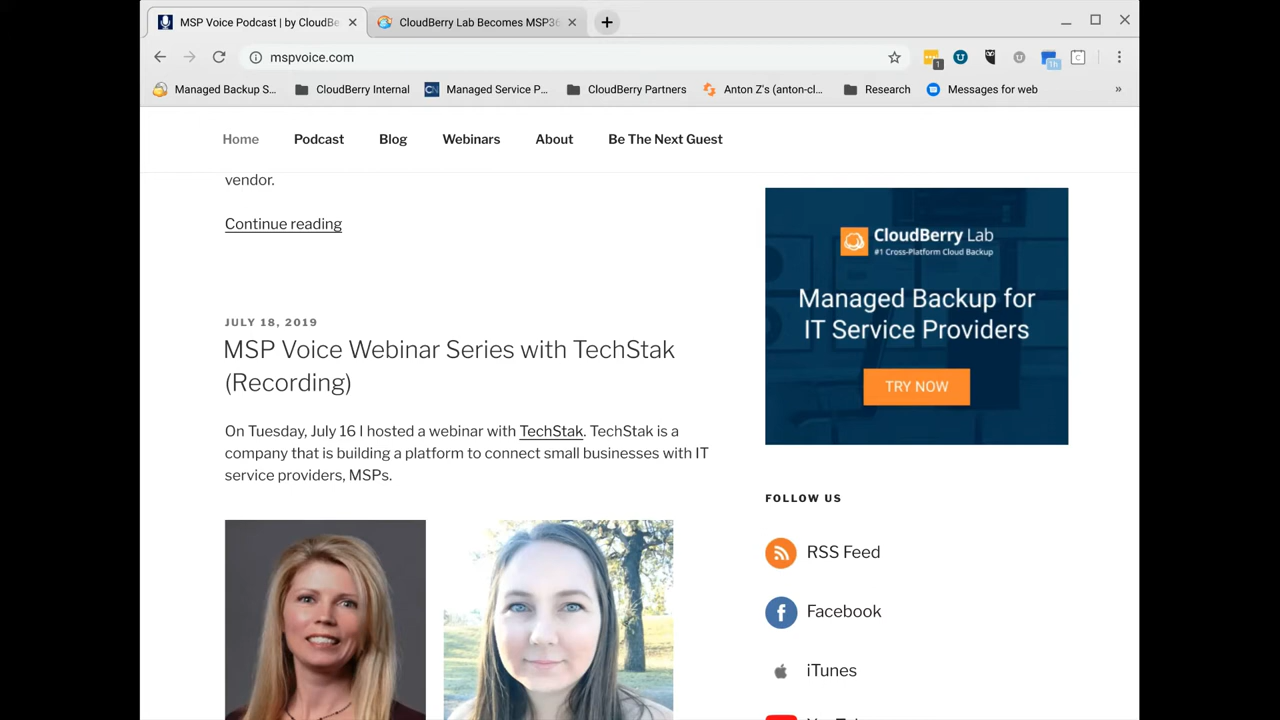 MSP Voice Podcast | by CloudBe
CloudBerry Lab Becomes MSP36
mspvoice.com
1
1h
Managed Backup S...
CloudBerry Internal
CN
Managed Service P...
CloudBerry Partners
Anton Z's (anton-cl...
Research
Messages for web
»
Home
Podcast
Blog
Webinars
About
Be The Next Guest
vendor.
Continue reading
JULY 18, 2019
MSP Voice Webinar Series with TechStak
(Recording)
On Tuesday, July 16 I hosted a webinar with TechStak. TechStak is a
company that is building a platform to connect small businesses with IT
service providers, MSPs.
CloudBerry Lab
#1 Cross-Platform Cloud Backup
Managed Backup for
IT Service Providers
TRY NOW
FOLLOW US
RSS Feed
Facebook
iTunes